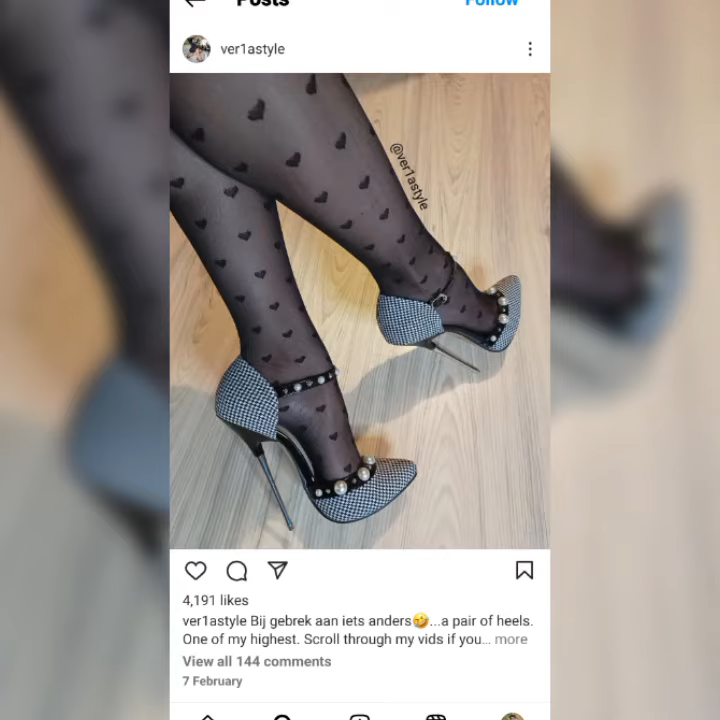 Posts
Follow
ver1astyle
@ver1astyle
4,191 likes
ver1astyle Bij gebrek aan iets anders🤣...a pair of heels.
One of my highest. Scroll through my vids if you... more
View all 144 comments
7 February